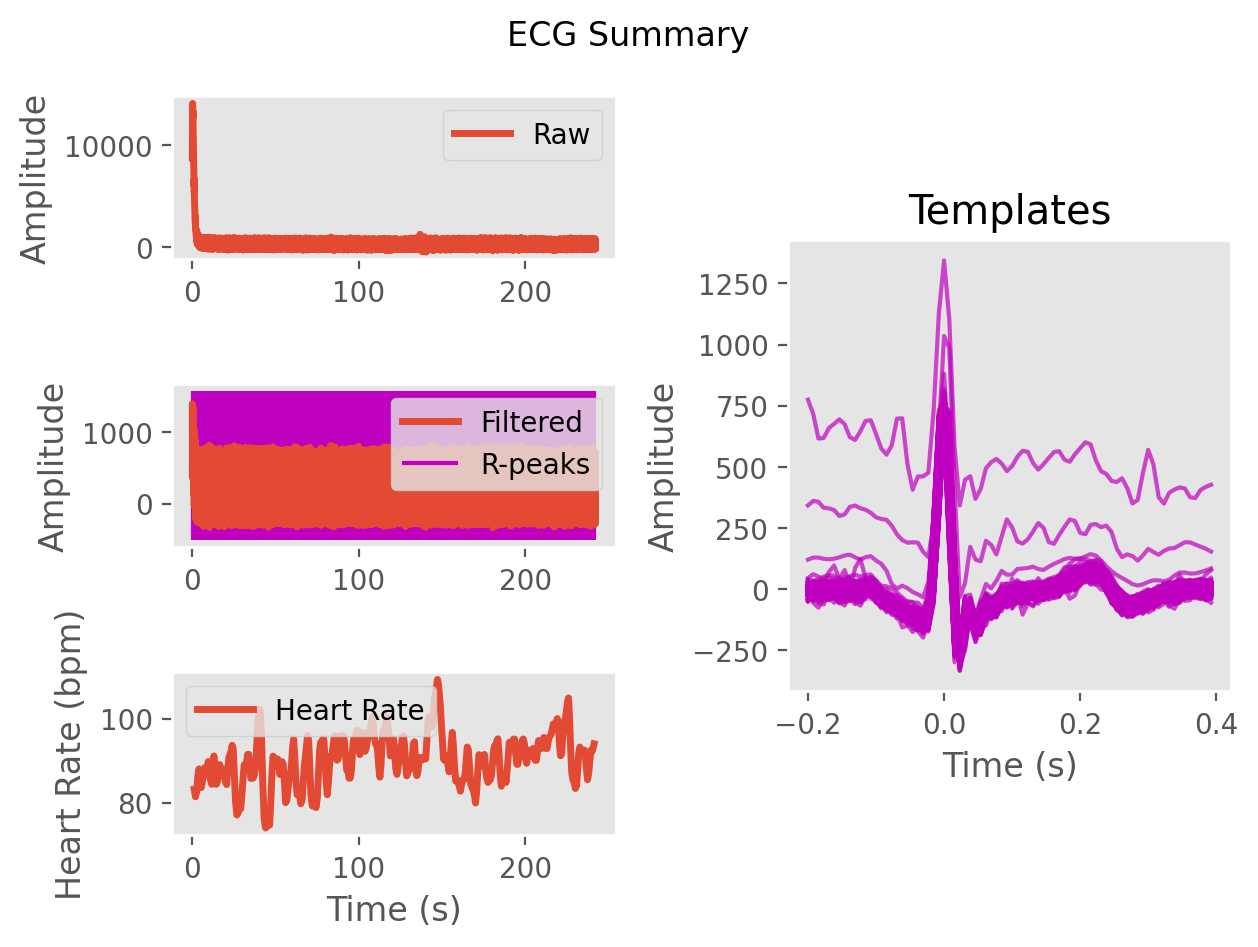 ECG Summary
Amplitude
10000
0
Raw
0 100 200
Amplitude
1000
0
Filtered
R-peaks
0 100 200
Heart Rate (bpm)
100
80
Heart Rate
0 100 200
Time (s)
Templates
Amplitude
1250
1000
750
500
250
0
−250
−0.2 0.0 0.2 0.4
Time (s)